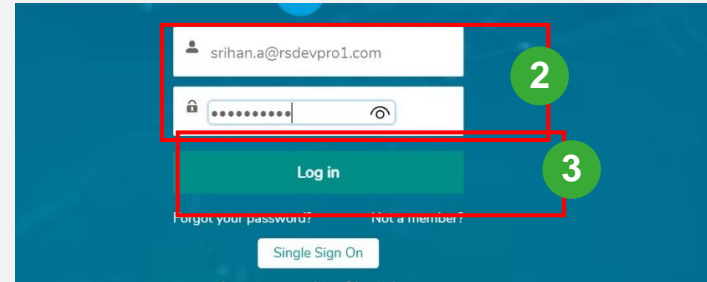 srihan.a@rsdevpro1.com
2
••••••••••
Log in
3
Forgot your password? Not a member?
Single Sign On